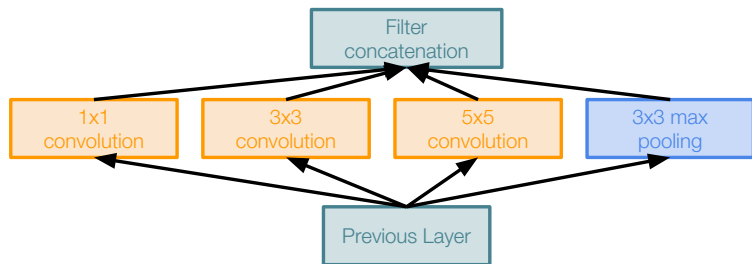 Filter
concatenation
1x1
convolution
3x3
convolution
5x5
convolution
3x3 max
pooling
Previous Layer